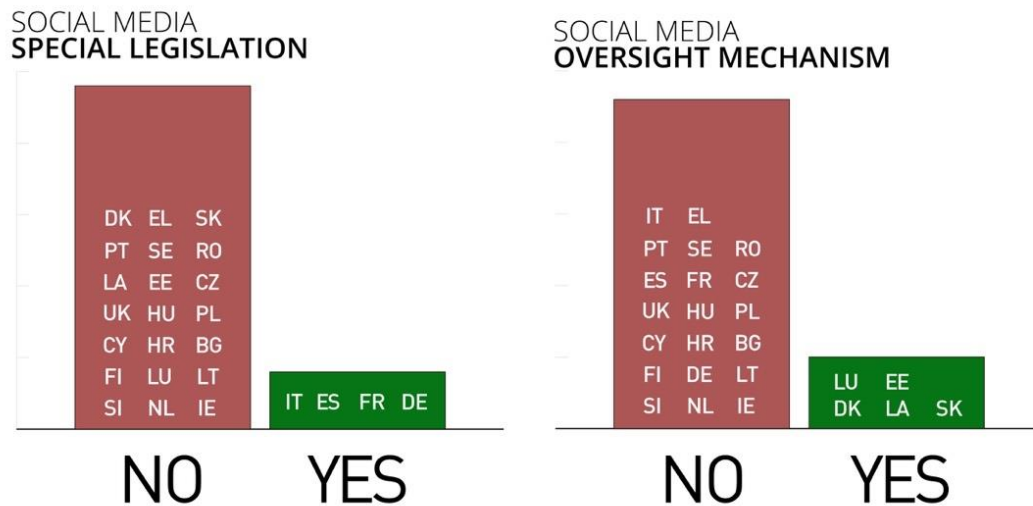 SOCIAL MEDIA
SPECIAL LEGISLATION
DK EL SK
PT SE RO
LA EE CZ
UK HU PL
CY HR BG
FI LU LT
SI NL IE
IT ES FR DE
NO YES
SOCIAL MEDIA
OVERSIGHT MECHANISM
IT EL
PT SE RO
ES FR CZ
UK HU PL
CY HR BG
FI DE LT
SI NL IE
LU EE
DK LA SK
NO YES